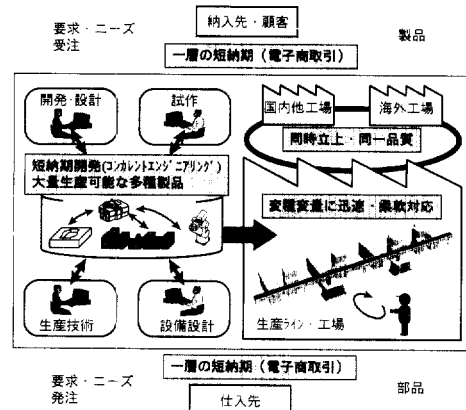 要求・ニーズ
受注
納入先・顧客
製品
一層の短納期(電子商取引)
開発・設計
試作
国内他工場
海外工場
同時立上・同一品質
短納期開発(コンカレントエンジニアリング)
大量生産可能な多種製品
変種変量に迅速・柔軟対応
生産技術
設備設計
生産ライン・工場
一層の短納期(電子商取引)
要求・ニーズ
発注
仕入先
部品